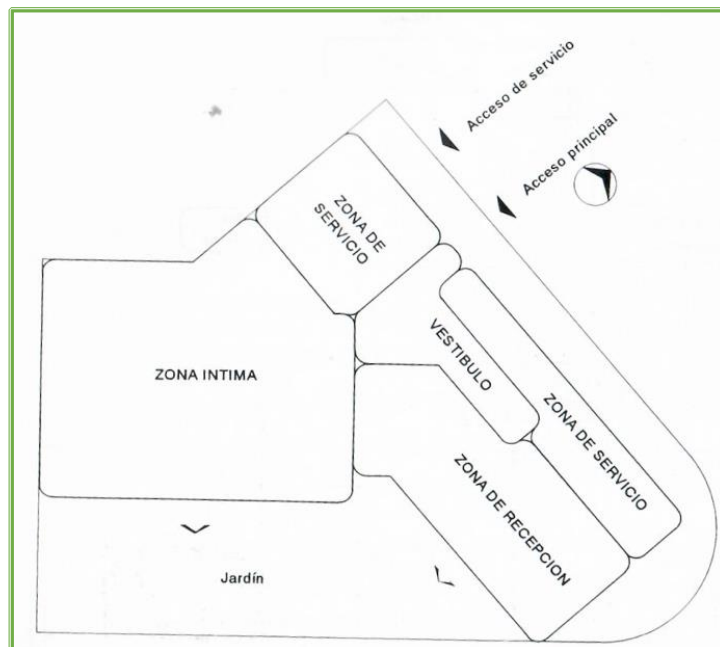 Acceso de servicio
Acceso principal
ZONA DE
SERVICIO
ZONA INTIMA
VESTIBULO
ZONA DE SERVICIO
ZONA DE RECEPCION
Jardín